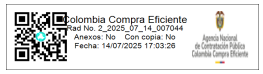 Colombia Compra Eficiente
Rad No. 2_2025_07_14_007044
Anexos: No Con copia: No
Fecha: 14/07/2025 17:03:26
Agencia Nacional
de Contratación Pública
Colombia Compra Eficiente